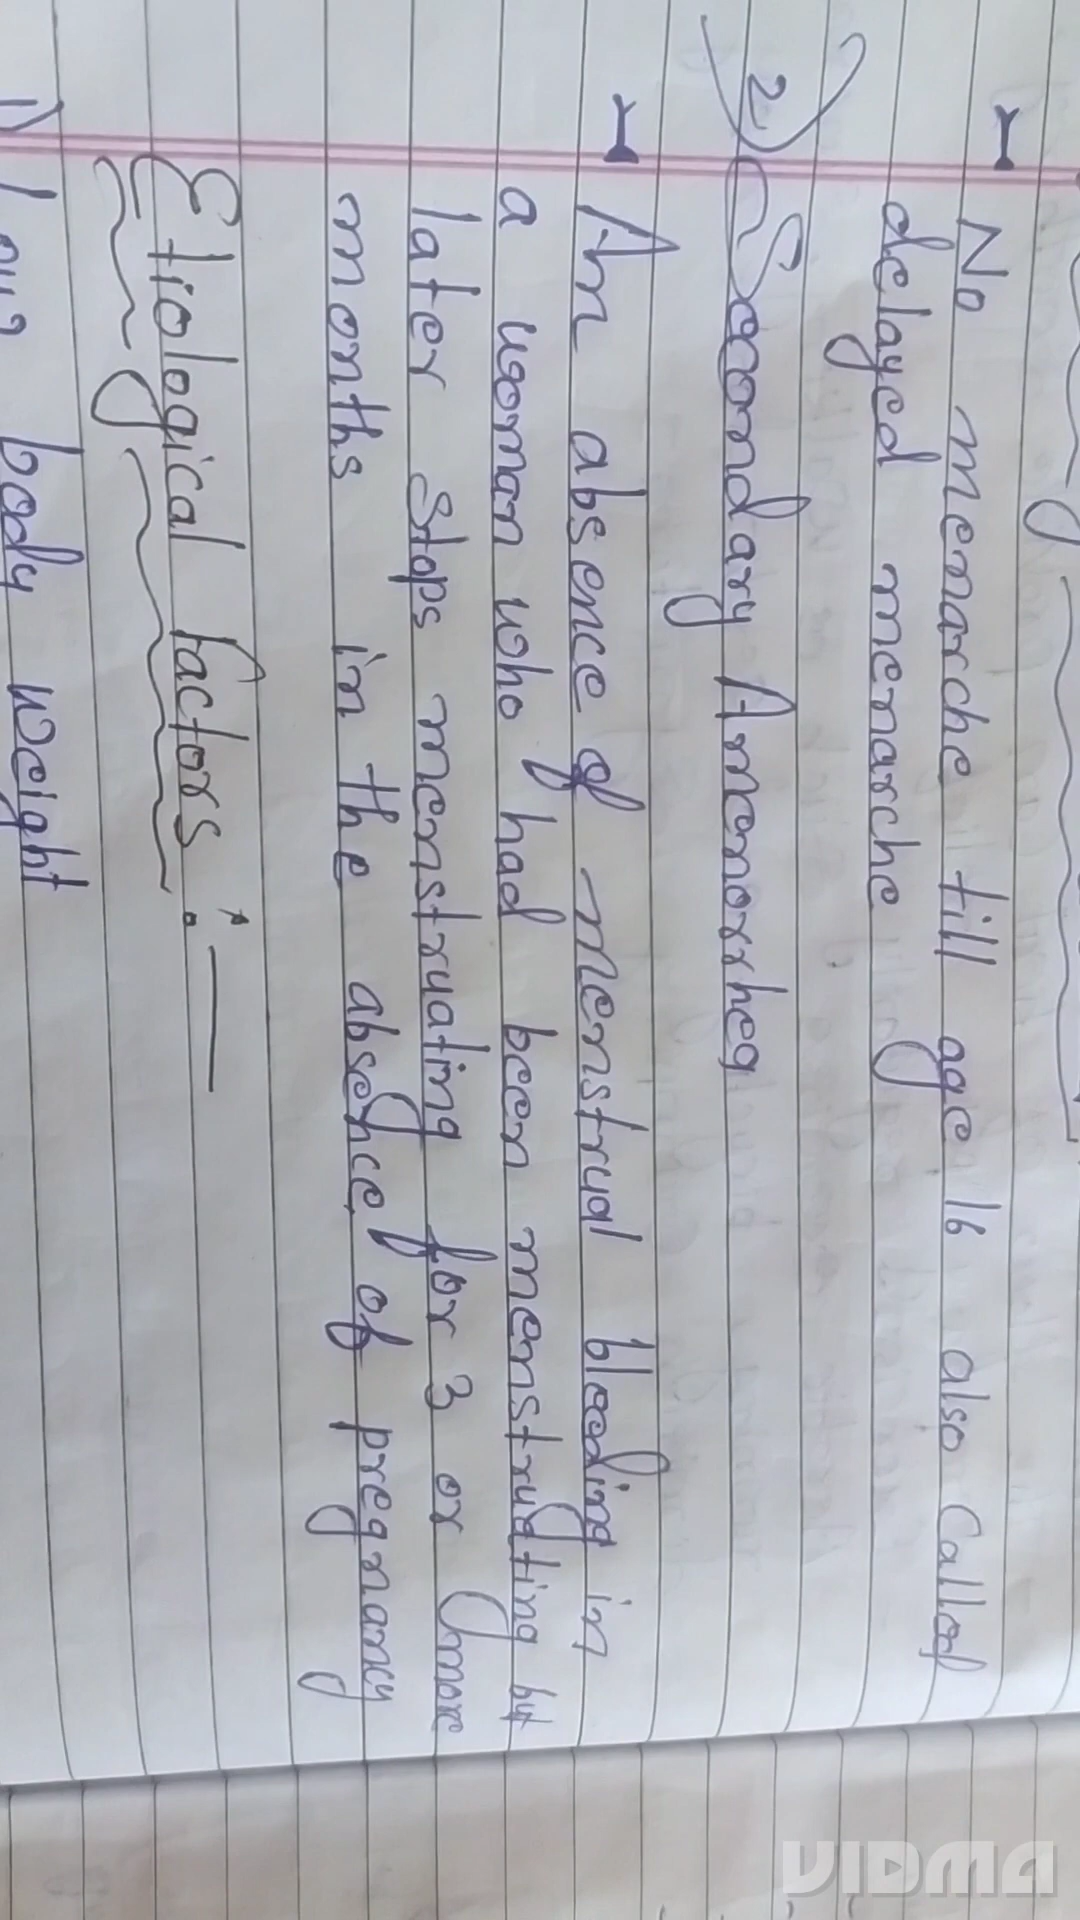 No menarche till age 16 also called
delayed menarche
2) Secondary Amenorrhea
An absence of menstrual bleeding in
a woman who had been menstruating but
later stops menstruating for 3 or more
months in the absence of pregnancy
Etiological factors :-
1) Low body weight
VIDMA